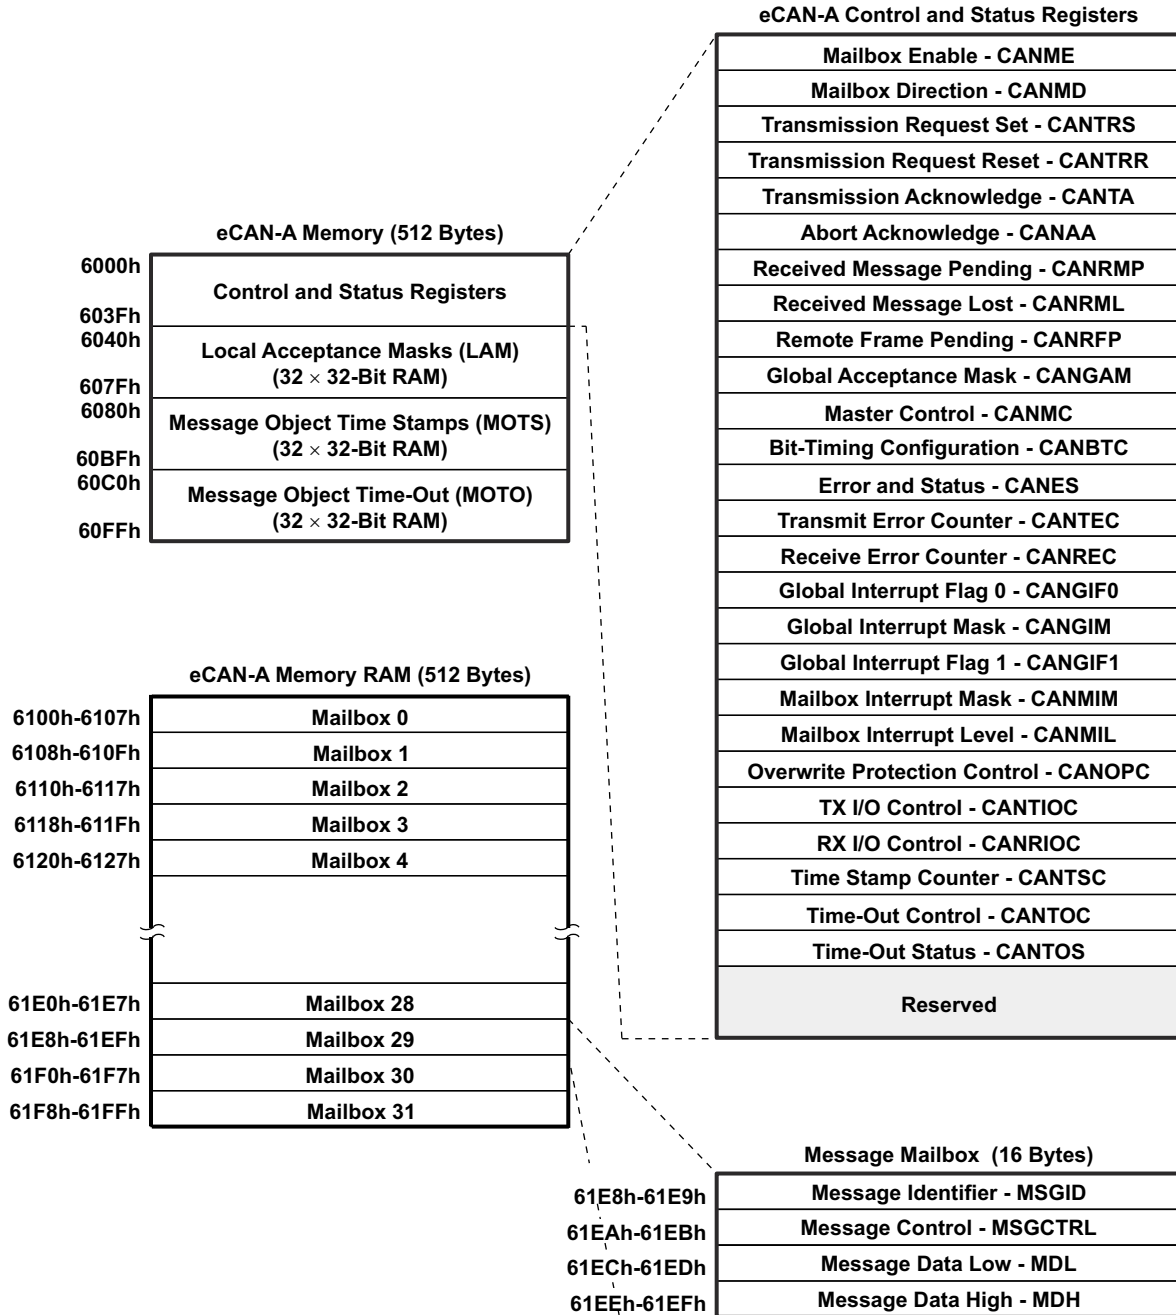 eCAN-A Control and Status Registers
Mailbox Enable - CANME
Mailbox Direction - CANMD
Transmission Request Set - CANTRS
Transmission Request Reset - CANTRR
Transmission Acknowledge - CANTA
Abort Acknowledge - CANAA
Received Message Pending - CANRMP
Received Message Lost - CANRML
Remote Frame Pending - CANRFP
Global Acceptance Mask - CANGAM
Master Control - CANMC
Bit-Timing Configuration - CANBTC
Error and Status - CANES
Transmit Error Counter - CANTEC
Receive Error Counter - CANREC
Global Interrupt Flag 0 - CANGIF0
Global Interrupt Mask - CANGIM
Global Interrupt Flag 1 - CANGIF1
Mailbox Interrupt Mask - CANMIM
Mailbox Interrupt Level - CANMIL
Overwrite Protection Control - CANOPC
TX I/O Control - CANTIOC
RX I/O Control - CANRIOC
Time Stamp Counter - CANTSC
Time-Out Control - CANTOC
Time-Out Status - CANTOS
Reserved
eCAN-A Memory (512 Bytes)
6000h
Control and Status Registers
603Fh
6040h
Local Acceptance Masks (LAM)
(32 × 32-Bit RAM)
607Fh
6080h
Message Object Time Stamps (MOTS)
(32 × 32-Bit RAM)
60BFh
60C0h
Message Object Time-Out (MOTO)
(32 × 32-Bit RAM)
60FFh
eCAN-A Memory RAM (512 Bytes)
6100h-6107h Mailbox 0
6108h-610Fh Mailbox 1
6110h-6117h Mailbox 2
6118h-611Fh Mailbox 3
6120h-6127h Mailbox 4
61E0h-61E7h Mailbox 28
61E8h-61EFh Mailbox 29
61F0h-61F7h Mailbox 30
61F8h-61FFh Mailbox 31
Message Mailbox (16 Bytes)
61E8h-61E9h Message Identifier - MSGID
61EAh-61EBh Message Control - MSGCTRL
61ECh-61EDh Message Data Low - MDL
61EEh-61EFh Message Data High - MDH